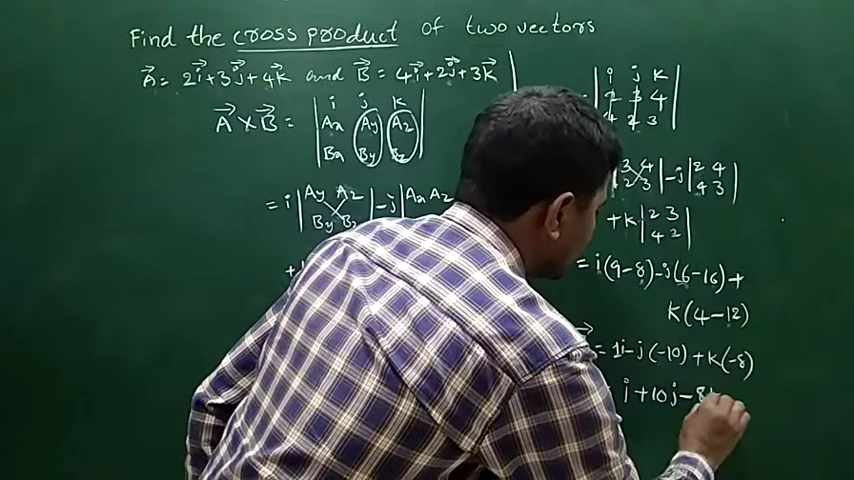 Find the cross product of two vectors
A⃗ = 2i⃗+3j⃗+4k⃗ and B⃗ = 4i⃗+2j⃗+3k⃗
A⃗ X B⃗ = | i j k
Ax Ay Az
Bx By Bz |
= i | Ay Az
By Bz | - j | Ax Az
+
= | i j k
2 3 4
4 2 3 |
3 4
2 3 | - j | 2 4
4 3 |
+ k | 2 3
4 2 |
= i(9-8)-j(6-16)+
k(4-12)
= 1i-j(-10)+k(-8)
i+10j-8